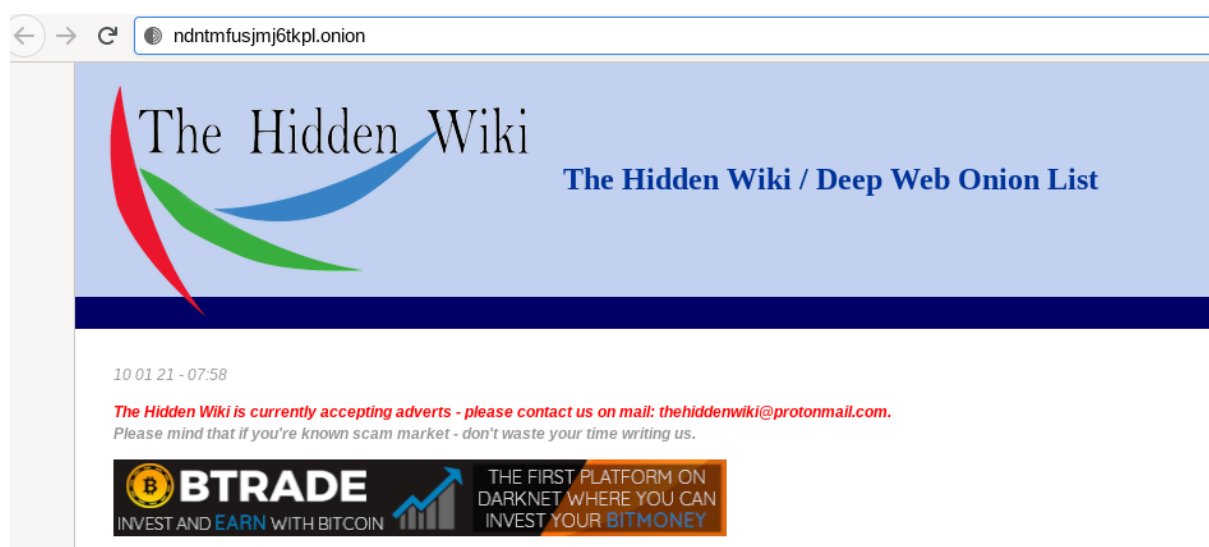 ndntmfusjmj6tkpl.onion
The Hidden Wiki
The Hidden Wiki / Deep Web Onion List
10 01 21 - 07:58
The Hidden Wiki is currently accepting adverts - please contact us on mail: thehiddenwiki@protonmail.com.
Please mind that if you're known scam market - don't waste your time writing us.
BTRADE
INVEST AND EARN WITH BITCOIN
THE FIRST PLATFORM ON
DARKNET WHERE YOU CAN
INVEST YOUR BITMONEY